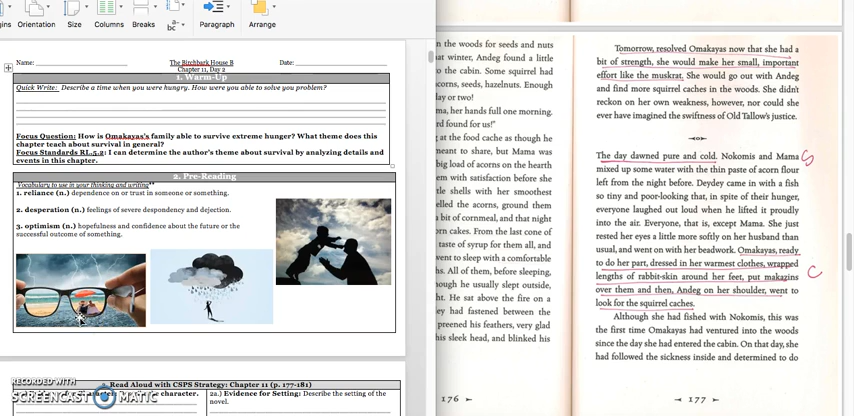 gins Orientation Size Columns Breaks Paragraph Arrange
Name: Date:
The Birchbark House B
Chapter 11, Day 2
1. Warm-Up
Quick Write: Describe a time when you were hungry. How were you able to solve you problem?
Focus Question: How is Omakayas's family able to survive extreme hunger? What theme does this
chapter teach about survival in general?
Focus Standards RL.5.2: I can determine the author's theme about survival by analyzing details and
events in this chapter.
2. Pre-Reading
Vocabulary to use in your thinking and writing**
1. reliance (n.) dependence on or trust in someone or something.
2. desperation (n.) feelings of severe despondency and dejection.
3. optimism (n.) hopefulness and confidence about the future or the
successful outcome of something.
Read Aloud with CSPS Strategy: Chapter 11 (p. 177-181)
character.
2a.) Evidence for Setting: Describe the setting of the
novel.
RECORDED WITH
SCREENCAST MATIC
n the woods for seeds and nuts
at winter, Andeg found a little
o the cabin. Some squirrel had
corns, seeds, hazelnuts. Enough
day or two!
ma, her hands full one morning.
rd found for us!"
g at the food cache as though he
meant to share, but Mama was
big load of acorns on the hearth
em with satisfaction before she
tle shells with her smoothest
elled the acorns, ground them
a bit of cornmeal, and that night
orn cakes. From the last cone of
taste of syrup for them all, and
went to sleep with a comfortable
hs. All of them, before sleeping,
ough he usually slept outside,
ht. He sat above the fire on a
ey had fastened between the
preened his feathers, very glad
his sleek head, and blinked his
176
Tomorrow, resolved Omakayas now that she had a
bit of strength, she would make her small, important
effort like the muskrat. She would go out with Andeg
and find more squirrel caches in the woods. She didn't
reckon on her own weakness, however, nor could she
ever have imagined the swiftness of Old Tallow's justice.
The day dawned pure and cold. Nokomis and Mama S
mixed up some water with the thin paste of acorn flour
left from the night before. Deydey came in with a fish
so tiny and poor-looking that, in spite of their hunger,
everyone laughed out loud when he lifted it proudly
into the air. Everyone, that is, except Mama. She just
rested her eyes a little more softly on her husband than
usual, and went on with her beadwork. Omakayas, ready
to do her part, dressed in her warmest clothes, wrapped
lengths of rabbit-skin around her feet, put makazins C
over them and then, Andeg on her shoulder, went to
look for the squirrel caches.
Although she had fished with Nokomis, this was
the first time Omakayas had ventured into the woods
since the day she had entered the cabin. On that day, she
had followed the sickness inside and determined to do
177